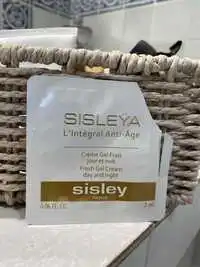 SISLEŸA
L'Intégral Anti-Âge
Crème Gel Frais
jour et nuit
Fresh Gel Cream
day and night
sisley
PARIS
0.06 FL.OZ. 2 ml